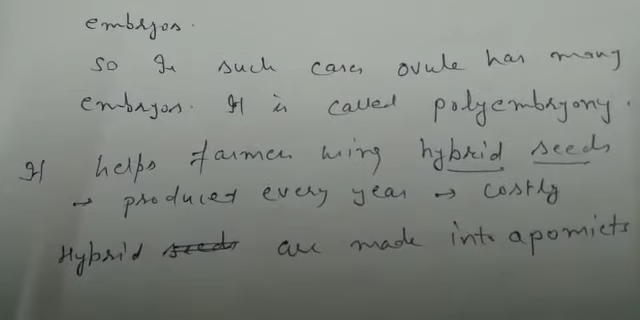 embryos.
So In such cases ovule has many
embryos. It is called polyembryony.
It helps farmers using hybrid seeds
→ produced every year → costly
Hybrid seeds are made into apomicts